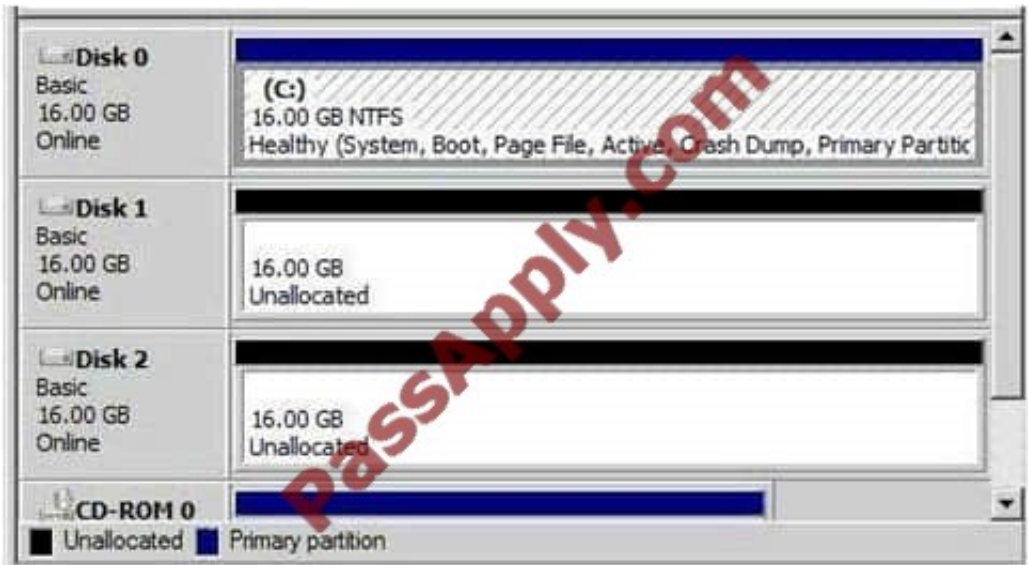 Disk 0
Basic
16.00 GB
Online
(C:)
16.00 GB NTFS
Healthy (System, Boot, Page File, Active, Crash Dump, Primary Partitic
Disk 1
Basic
16.00 GB
Online
16.00 GB
Unallocated
Disk 2
Basic
16.00 GB
Online
16.00 GB
Unallocated
CD-ROM 0
Unallocated Primary partition
PassApply.com